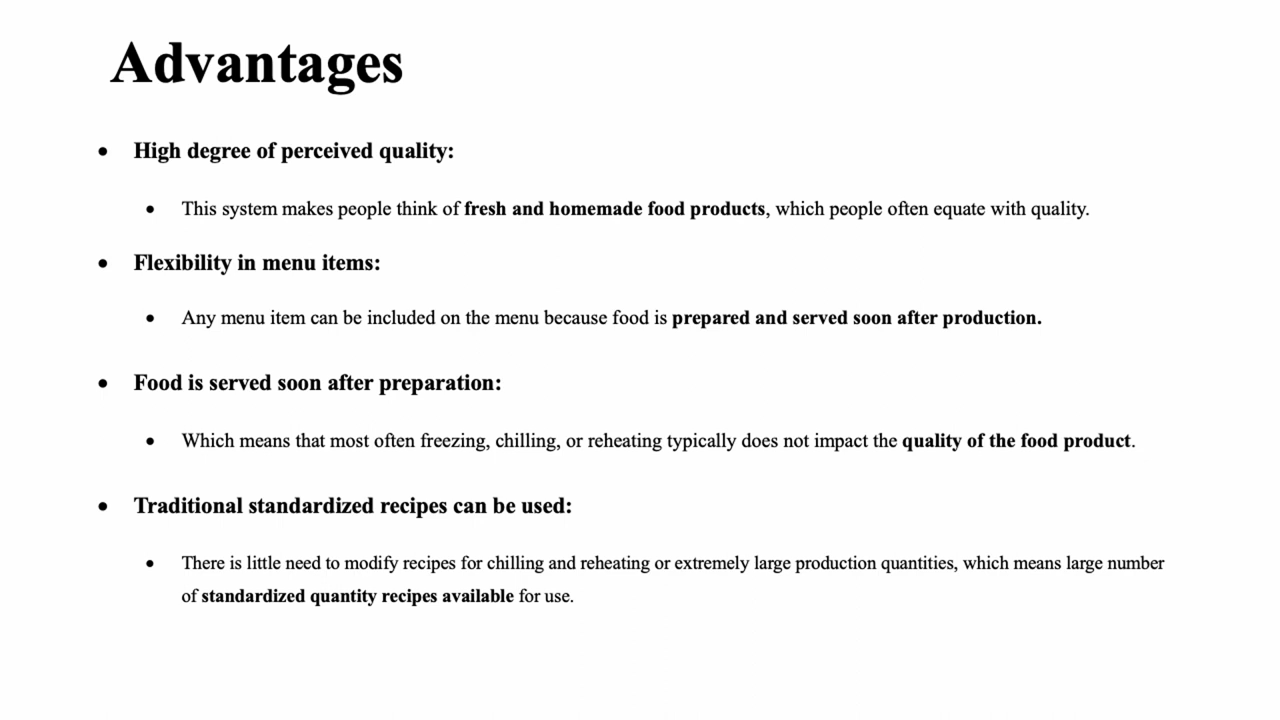 Advantages
• High degree of perceived quality:
• This system makes people think of fresh and homemade food products, which people often equate with quality.
• Flexibility in menu items:
• Any menu item can be included on the menu because food is prepared and served soon after production.
• Food is served soon after preparation:
• Which means that most often freezing, chilling, or reheating typically does not impact the quality of the food product.
• Traditional standardized recipes can be used:
• There is little need to modify recipes for chilling and reheating or extremely large production quantities, which means large number
of standardized quantity recipes available for use.